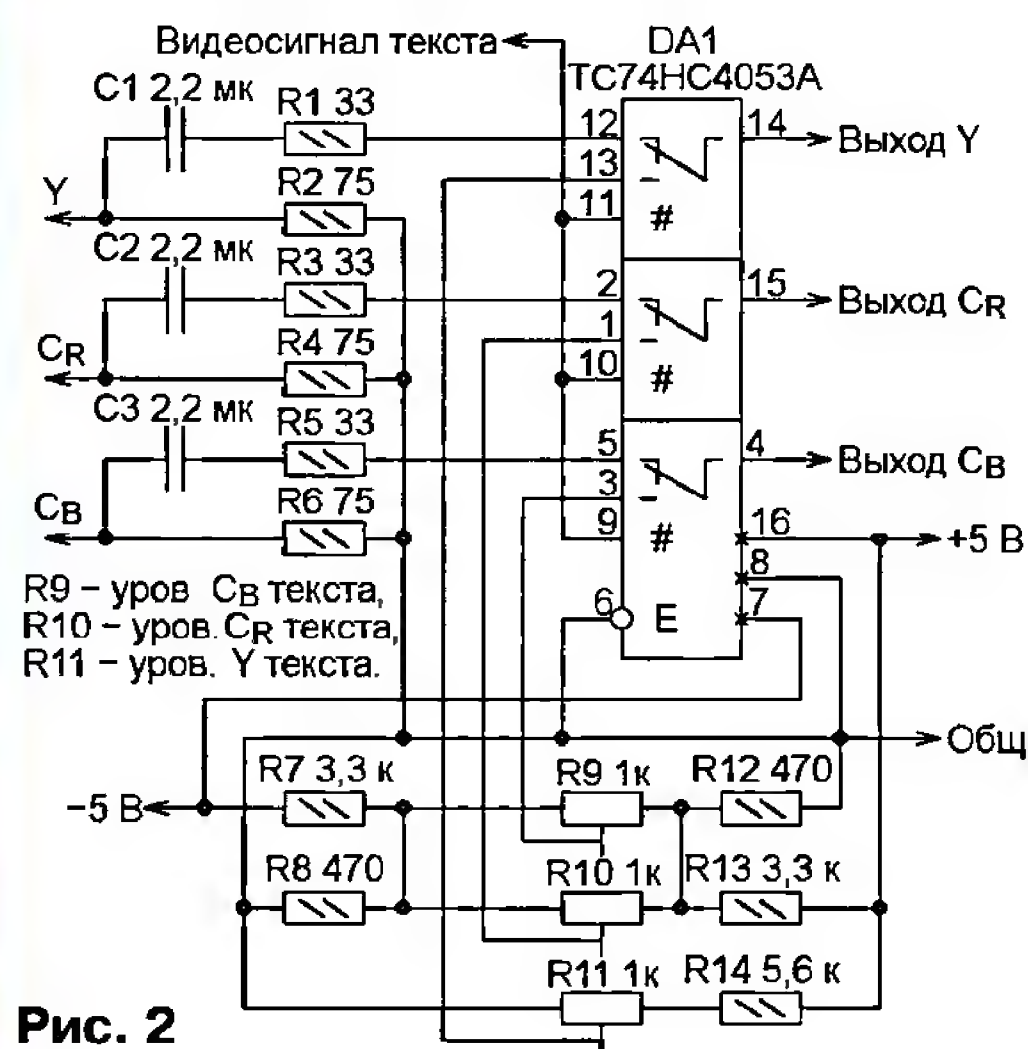 Видеосигнал текста
DA1
TC74HC4053A
C1 2,2 мк
R1 33
12
14
Выход Y
13
Y
R2 75
11
#
C2 2,2 мк
R3 33
2
15
Выход CR
1
CR
R4 75
10
#
C3 2,2 мк
R5 33
5
4
Выход CB
3
CB
R6 75
9
#
16
+5 В
8
R9 – уров CB текста,
6
E
7
R10 – уров. CR текста,
R11 – уров. Y текста.
Общ
R7 3,3 к
R9 1к
R12 470
–5 В
R8 470
R10 1к
R13 3,3 к
R11 1к
R14 5,6 к
Рис. 2